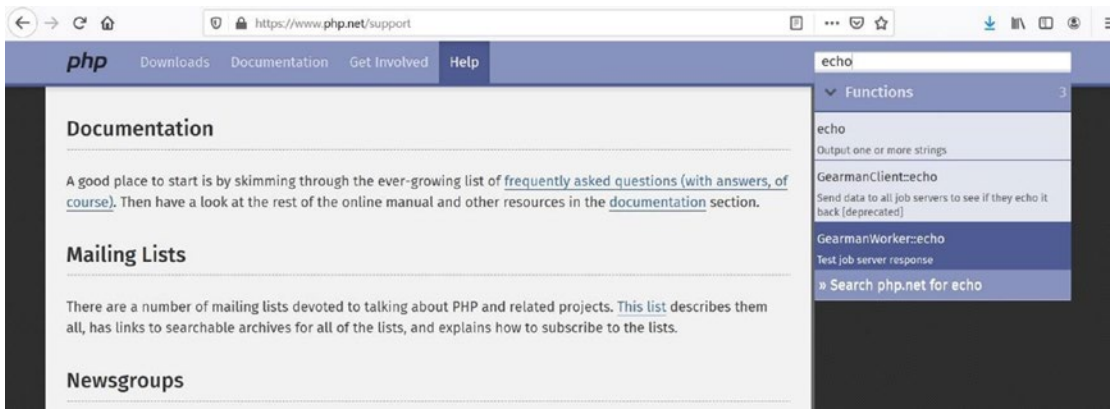 https://www.php.net/support
php Downloads Documentation Get Involved Help
echo
Functions 3
echo
Output one or more strings
GearmanClient::echo
Send data to all job servers to see if they echo it
back [deprecated]
GearmanWorker::echo
Test job server response
» Search php.net for echo
Documentation
A good place to start is by skimming through the ever-growing list of frequently asked questions (with answers, of
course). Then have a look at the rest of the online manual and other resources in the documentation section.
Mailing Lists
There are a number of mailing lists devoted to talking about PHP and related projects. This list describes them
all, has links to searchable archives for all of the lists, and explains how to subscribe to the lists.
Newsgroups